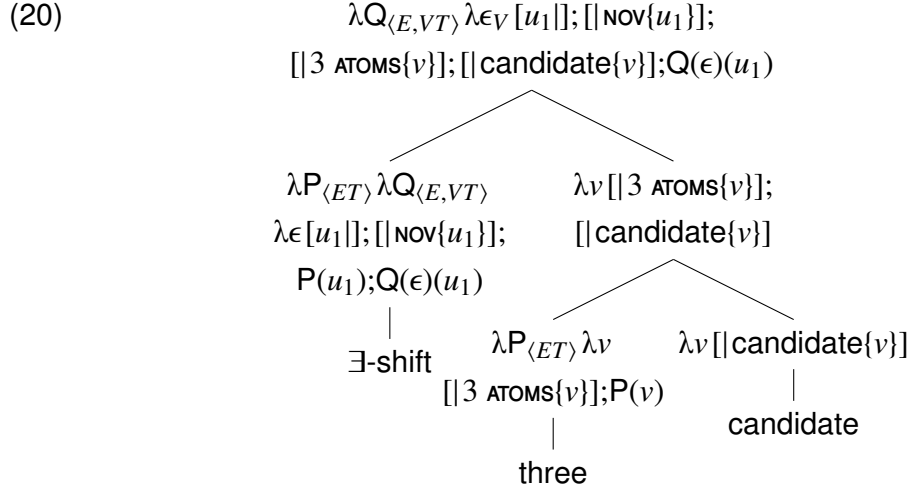 (20)
λQ⟨E,VT⟩ λϵV [u1|]; [|NOV{u1}];
[|3 ATOMS{v}]; [|candidate{v}];Q(ϵ)(u1)
λP⟨ET⟩ λQ⟨E,VT⟩
λϵ[u1|]; [|NOV{u1}];
P(u1);Q(ϵ)(u1)
∃-shift
λv [|3 ATOMS{v}];
[|candidate{v}]
λP⟨ET⟩ λv
[|3 ATOMS{v}];P(v)
three
λv [|candidate{v}]
candidate